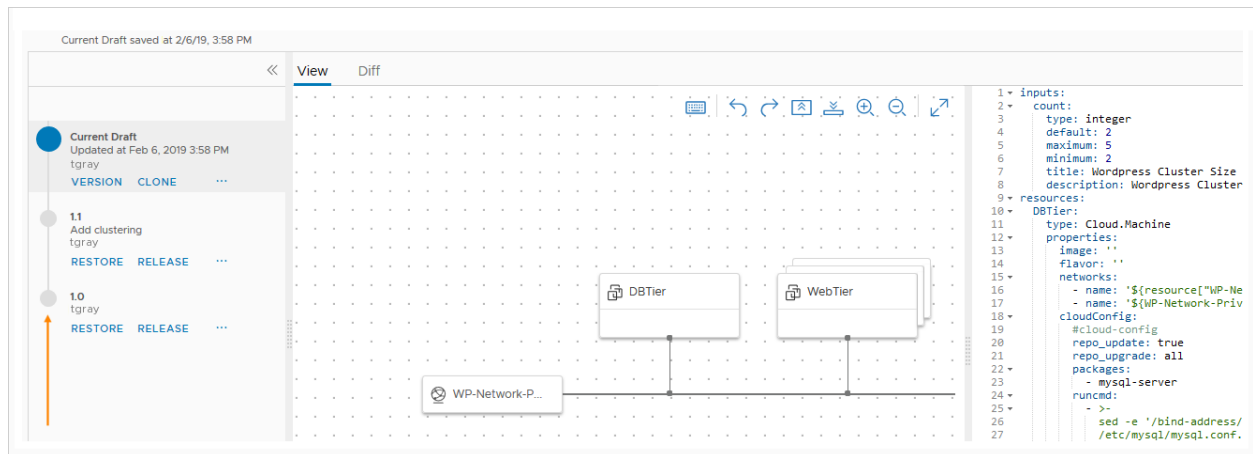 Current Draft saved at 2/6/19, 3:58 PM
View Diff
Current Draft
Updated at Feb 6, 2019 3:58 PM
tgray
VERSION CLONE ...
1.1
Add clustering
tgray
RESTORE RELEASE ...
1.0
tgray
RESTORE RELEASE ...
DBTier
WebTier
WP-Network-P...
1 inputs:
2 count:
3 type: integer
4 default: 2
5 maximum: 5
6 minimum: 2
7 title: Wordpress Cluster Size
8 description: Wordpress Cluster
9 resources:
10 DBTier:
11 type: Cloud.Machine
12 properties:
13 image: ''
14 flavor: ''
15 networks:
16 - name: '${resource["WP-Ne
17 - name: '${WP-Network-Priv
18 cloudConfig:
19 #cloud-config
20 repo_update: true
21 repo_upgrade: all
22 packages:
23 - mysql-server
24 runcmd:
25 - >-
26 sed -e '/bind-address/
27 /etc/mysql/mysql.conf.